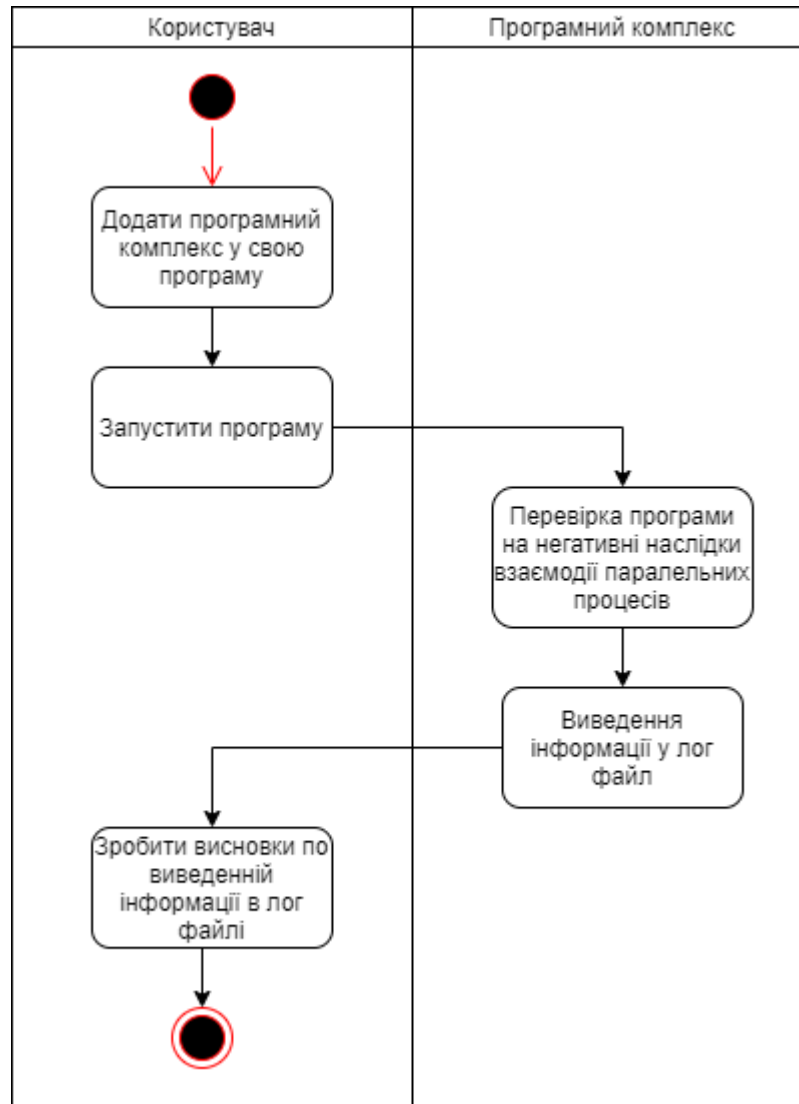 Користувач
Програмний комплекс
Додати програмний
комплекс у свою
програму
Запустити програму
Перевірка програми
на негативні наслідки
взаємодії паралельних
процесів
Виведення
інформації у лог
файл
Зробити висновки по
виведенній
інформації в лог
файлі